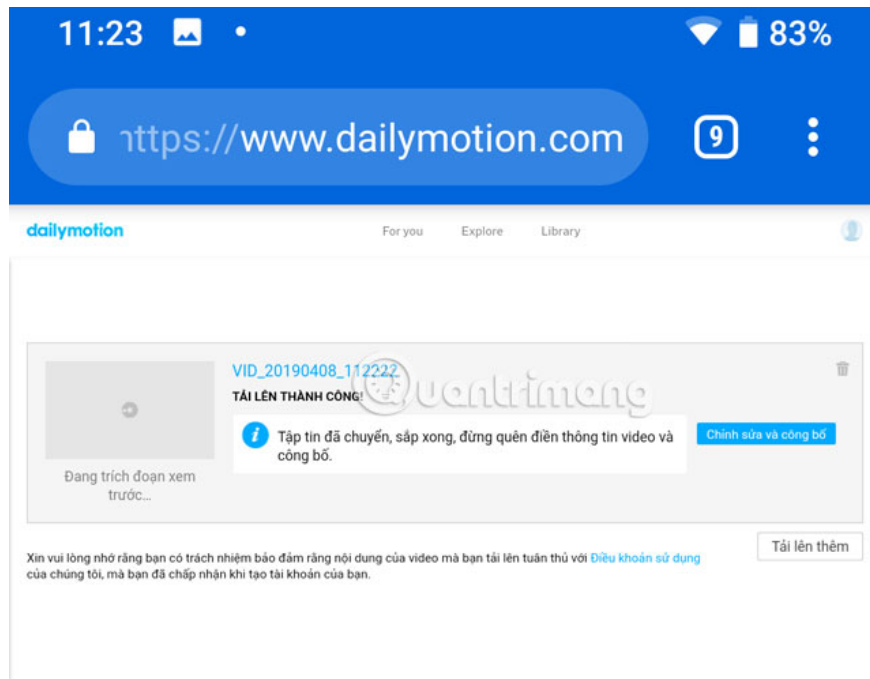 11:23 83%
https://www.dailymotion.com 9
dailymotion For you Explore Library
VID_20190408_112222
TẢI LÊN THÀNH CÔNG!
Quantrimang
Tập tin đã chuyển, sắp xong, đừng quên điền thông tin video và
công bố.
Chỉnh sửa và công bố
Đang trích đoạn xem
trước...
Tải lên thêm
Xin vui lòng nhớ rằng bạn có trách nhiệm bảo đảm rằng nội dung của video mà bạn tải lên tuân thủ với Điều khoản sử dụng
của chúng tôi, mà bạn đã chấp nhận khi tạo tài khoản của bạn.